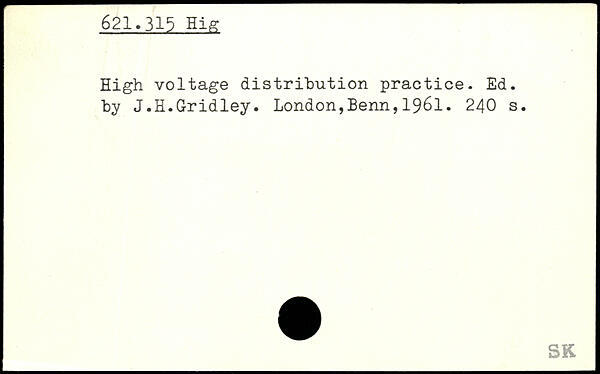 621.315 Hig
High voltage distribution practice. Ed.
by J.H.Gridley. London,Benn,1961. 240 s.
SK